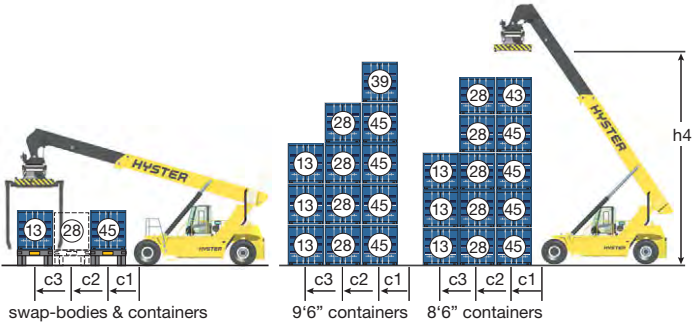 HYSTER
HYSTER
39
28 45
28 43
13 28 45
28 45
13 28 45
13 28 45
13 28 45
13 28 45
13 28 45
13 28 45
HYSTER
HYSTER
h4
c3 c2 c1
c3 c2 c1
c3 c2 c1
swap-bodies & containers
9‘6” containers
8‘6” containers